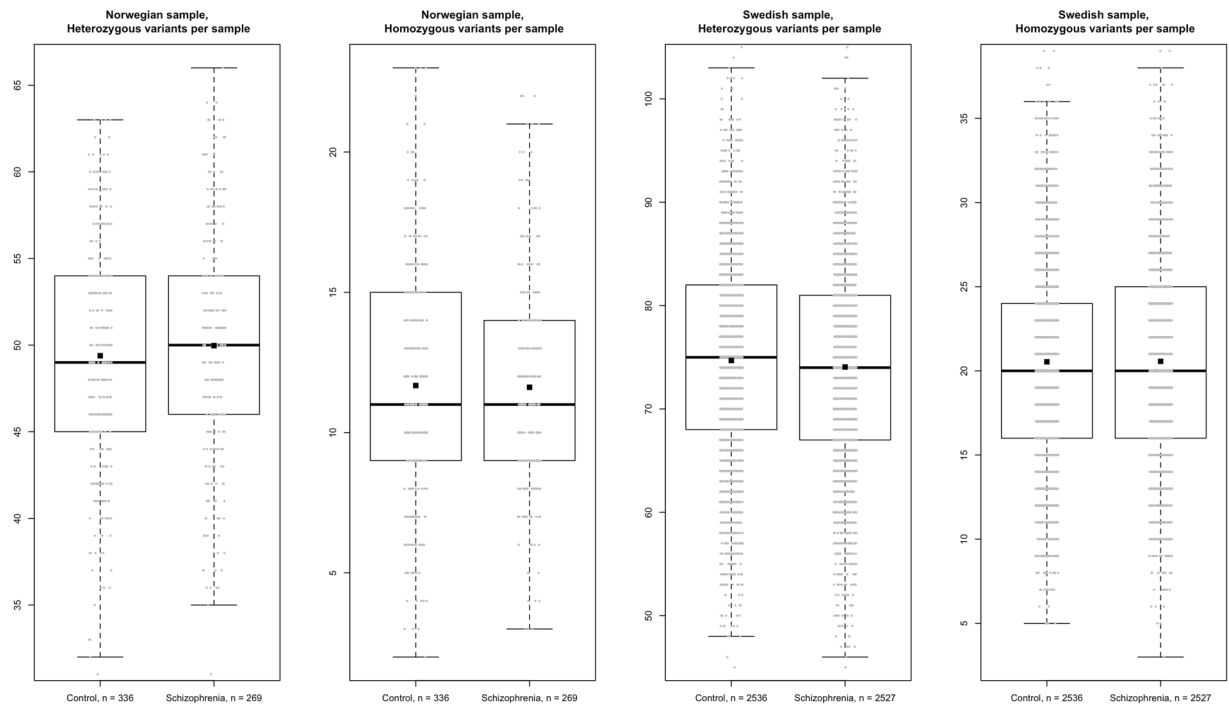 Norwegian sample,
Heterozygous variants per sample
65
60
55
50
45
40
35
Control, n = 336
Schizophrenia, n = 269
Norwegian sample,
Homozygous variants per sample
20
15
10
5
Control, n = 336
Schizophrenia, n = 269
Swedish sample,
Heterozygous variants per sample
100
90
80
70
60
50
Control, n = 2536
Schizophrenia, n = 2527
Swedish sample,
Homozygous variants per sample
35
30
25
20
15
10
5
Control, n = 2536
Schizophrenia, n = 2527